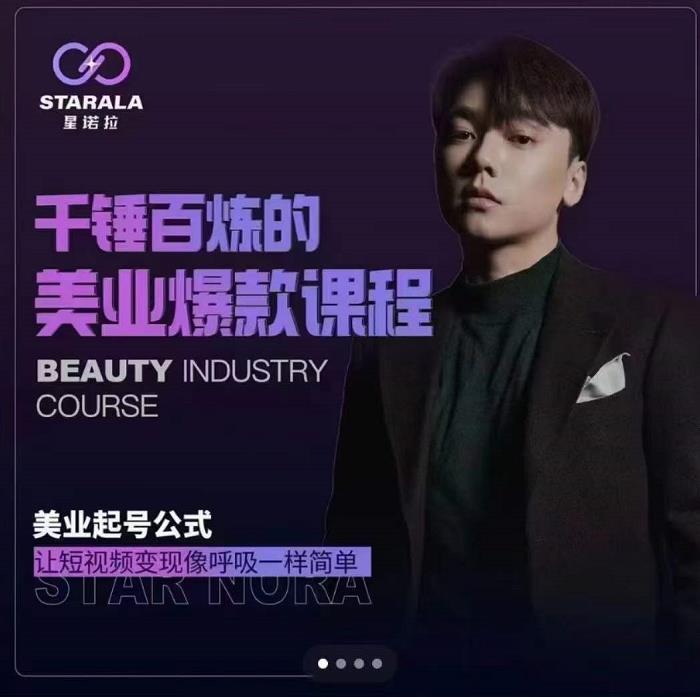 STARALA
星诺拉
千锤百炼的
美业爆款课程
BEAUTY INDUSTRY
COURSE
美业起号公式
让短视频变现像呼吸一样简单
STAR NORA